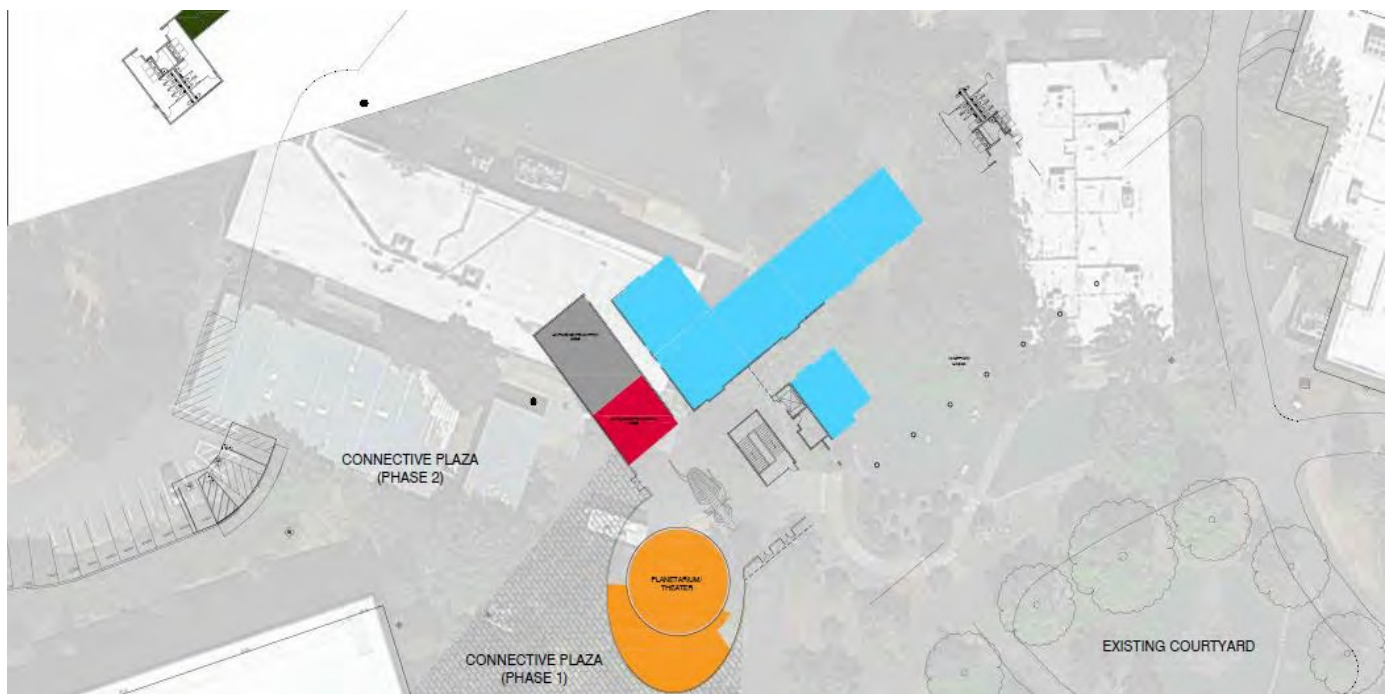 CONNECTIVE PLAZA
(PHASE 2)
PLANETARIUM/
THEATER
CONNECTIVE PLAZA
(PHASE 1)
EXISTING COURTYARD